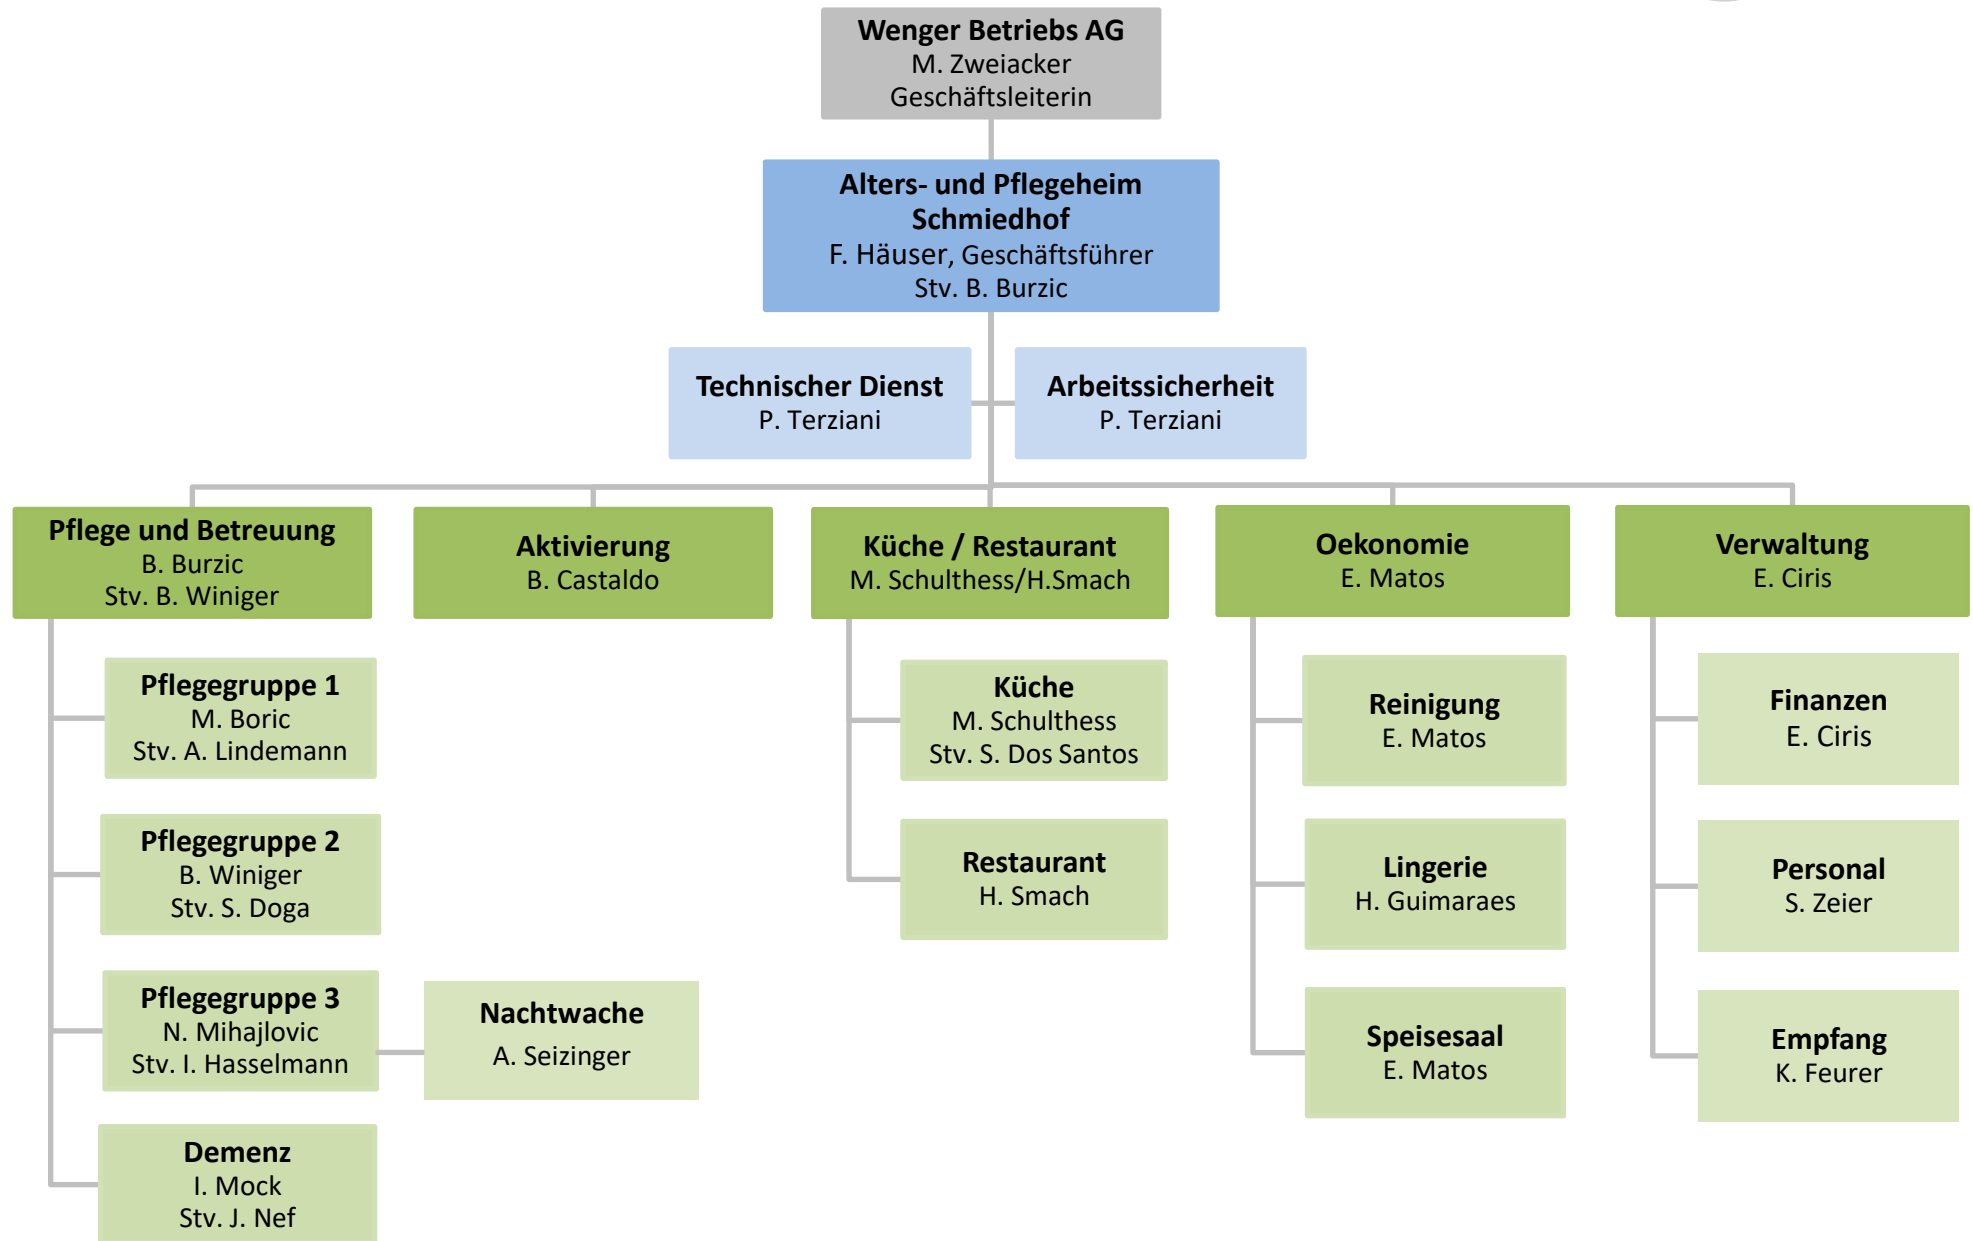 Wenger Betriebs AG
M. Zweiacker
Geschäftsleiterin
Alters- und Pflegeheim
Schmiedhof
F. Häuser, Geschäftsführer
Stv. B. Burzic
Technischer Dienst
P. Terziani
Arbeitssicherheit
P. Terziani
Pflege und Betreuung
B. Burzic
Stv. B. Winiger
Aktivierung
B. Castaldo
Küche / Restaurant
M. Schulthess/H.Smach
Oekonomie
E. Matos
Verwaltung
E. Ciris
Pflegegruppe 1
M. Boric
Stv. A. Lindemann
Pflegegruppe 2
B. Winiger
Stv. S. Doga
Pflegegruppe 3
N. Mihajlovic
Stv. I. Hasselmann
Nachtwache
A. Seizinger
Demenz
I. Mock
Stv. J. Nef
Küche
M. Schulthess
Stv. S. Dos Santos
Restaurant
H. Smach
Reinigung
E. Matos
Lingerie
H. Guimaraes
Speisesaal
E. Matos
Finanzen
E. Ciris
Personal
S. Zeier
Empfang
K. Feurer